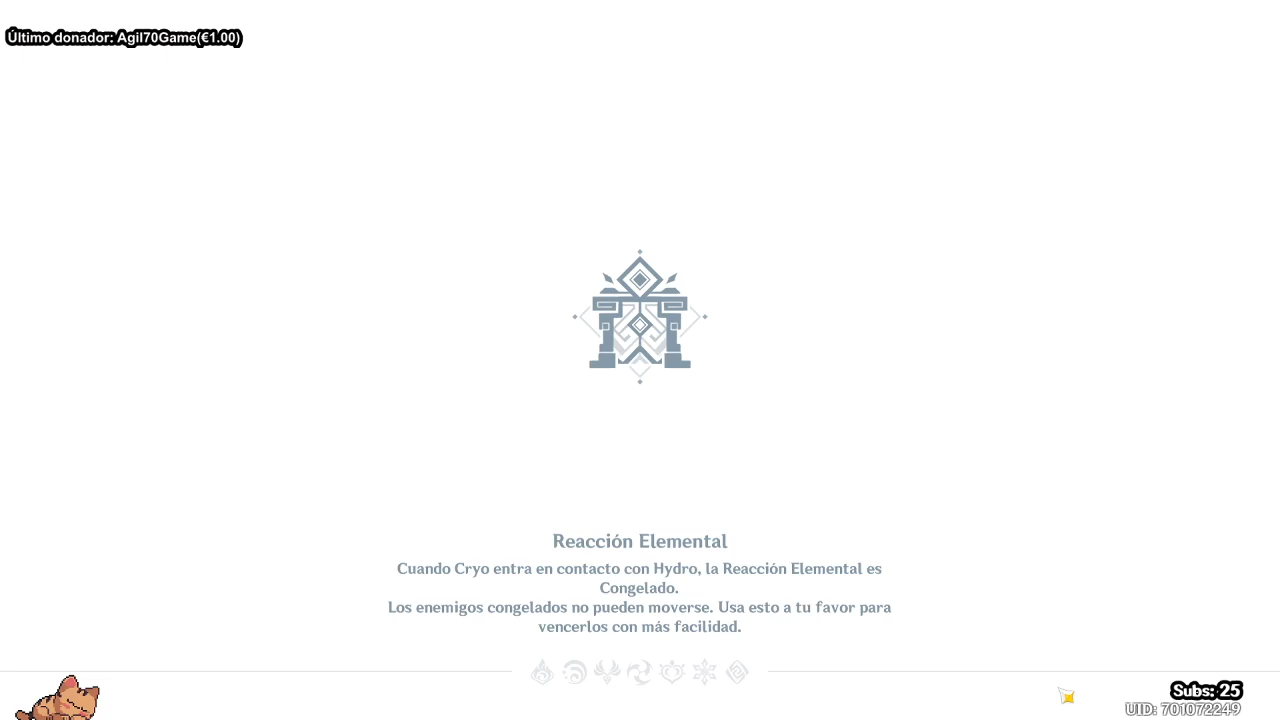 Último donador: Agil70Game(€1.00)
Reacción Elemental
Cuando Cryo entra en contacto con Hydro, la Reacción Elemental es
Congelado.
Los enemigos congelados no pueden moverse. Usa esto a tu favor para
vencerlos con más facilidad.
Subs: 25
UID: 701072249